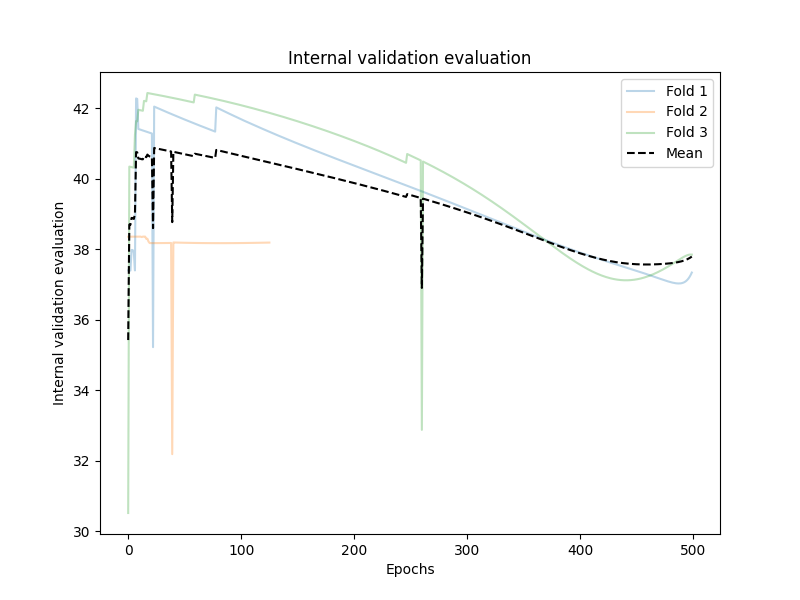 Internal validation evaluation
Fold 1
Fold 2
Fold 3
Mean
Internal validation evaluation
42
40
38
36
34
32
30
0 100 200 300 400 500
Epochs